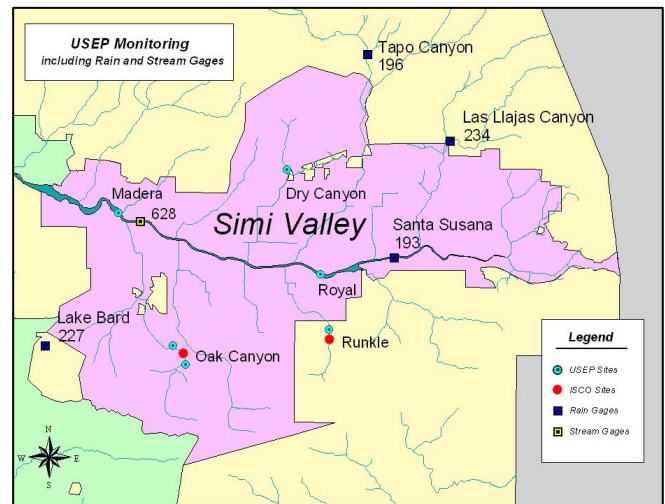 USEP Monitoring
including Rain and Stream Gages
Tapo Canyon
196
Las Llajas Canyon
234
Madera
628
Dry Canyon
Simi Valley
Santa Susana
193
Royal
Lake Bard
227
Oak Canyon
Runkle
Legend
USEP Sites
ISCO Sites
Rain Gages
Stream Gages
N
W
E
S